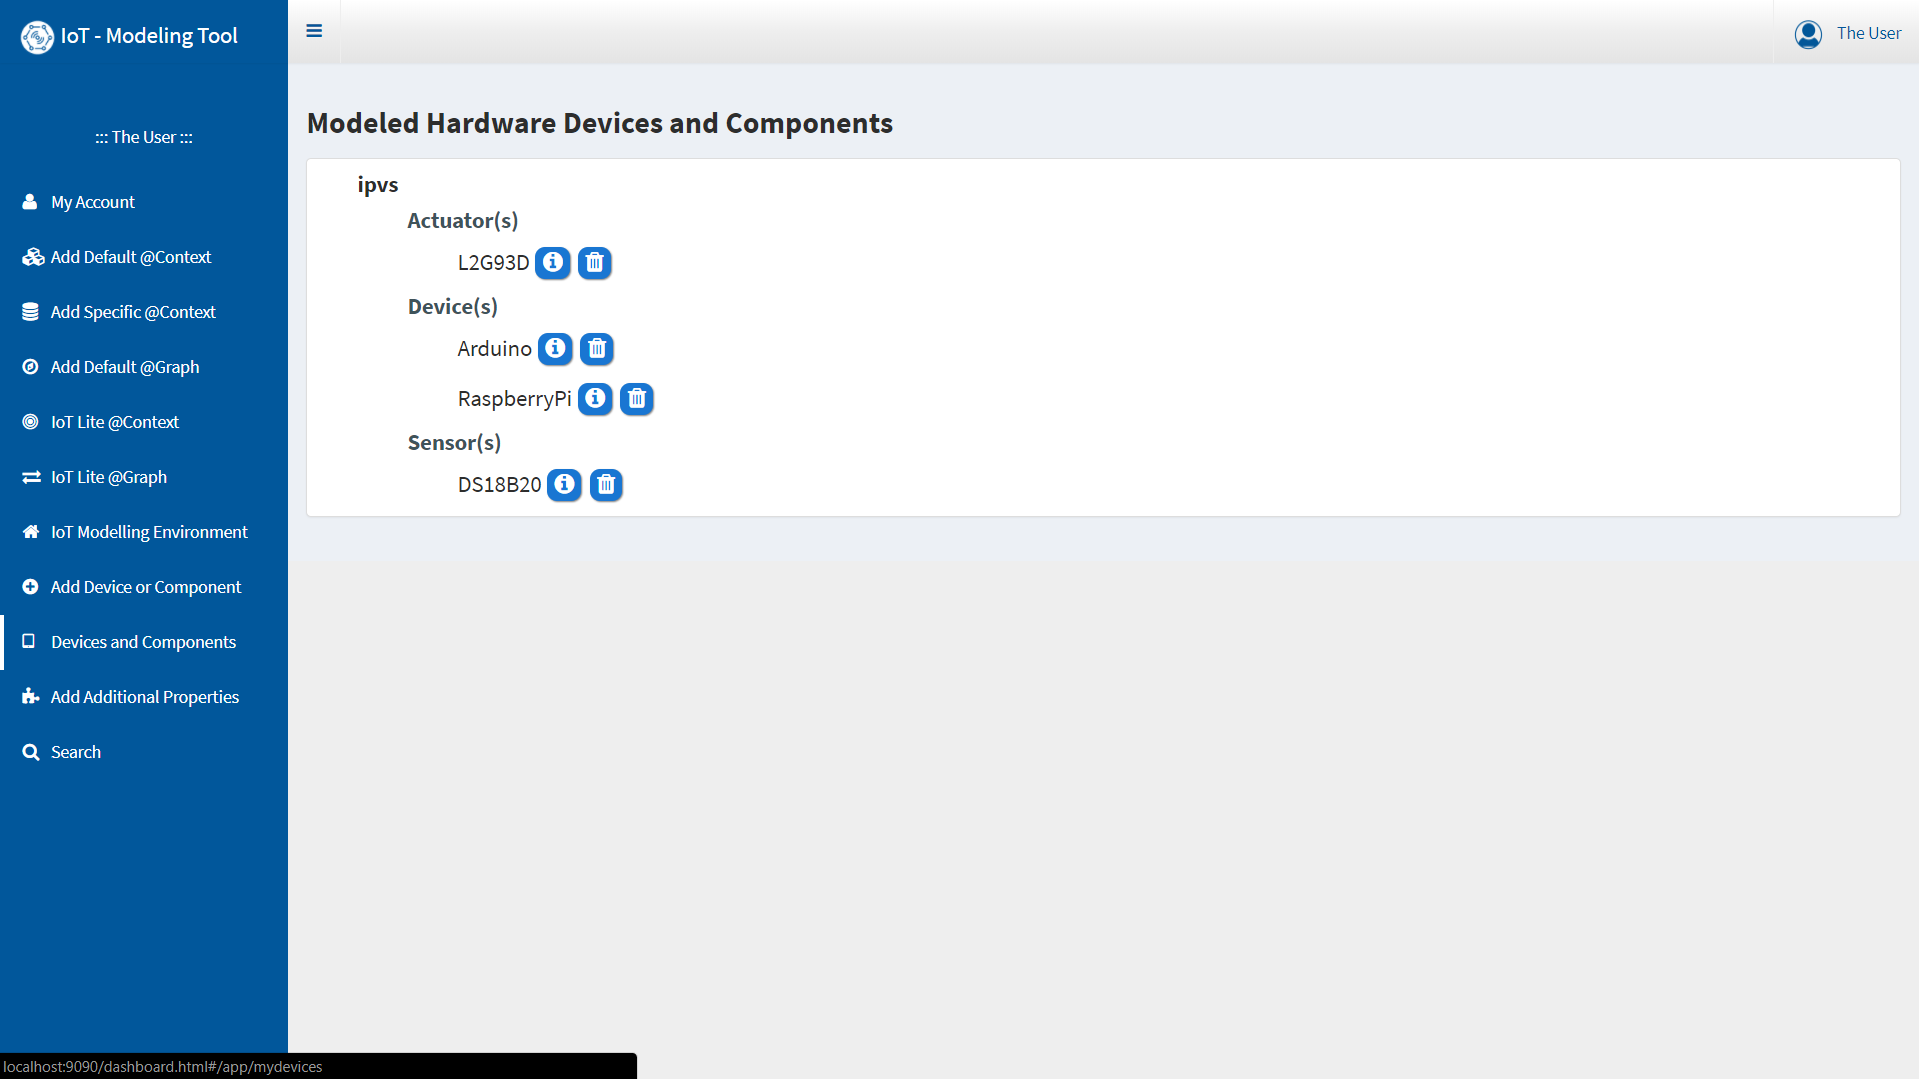 IoT - Modeling Tool
The User
::: The User :::
My Account
Add Default @Context
Add Specific @Context
Add Default @Graph
IoT Lite @Context
IoT Lite @Graph
IoT Modelling Environment
Add Device or Component
Devices and Components
Add Additional Properties
Search
Modeled Hardware Devices and Components
ipvs
Actuator(s)
L2G93D
Device(s)
Arduino
RaspberryPi
Sensor(s)
DS18B20
localhost:9090/dashboard.html#/app/mydevices